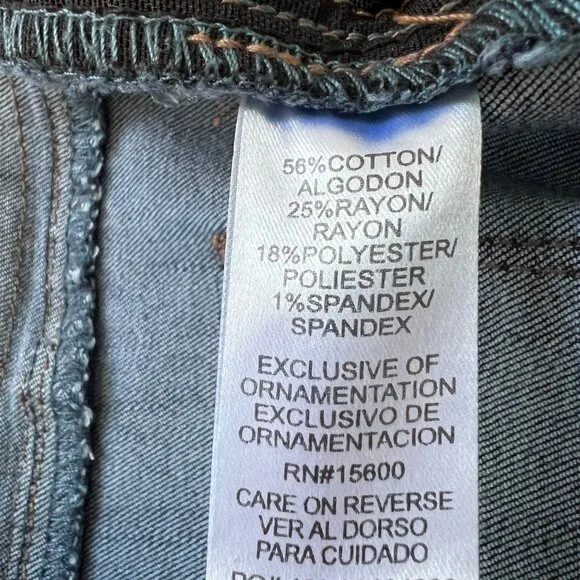 56%COTTON/
ALGODON
25%RAYON/
RAYON
18%POLYESTER/
POLIESTER
1%SPANDEX/
SPANDEX
EXCLUSIVE OF
ORNAMENTATION
EXCLUSIVO DE
ORNAMENTACION
RN#15600
CARE ON REVERSE
VER AL DORSO
PARA CUIDADO